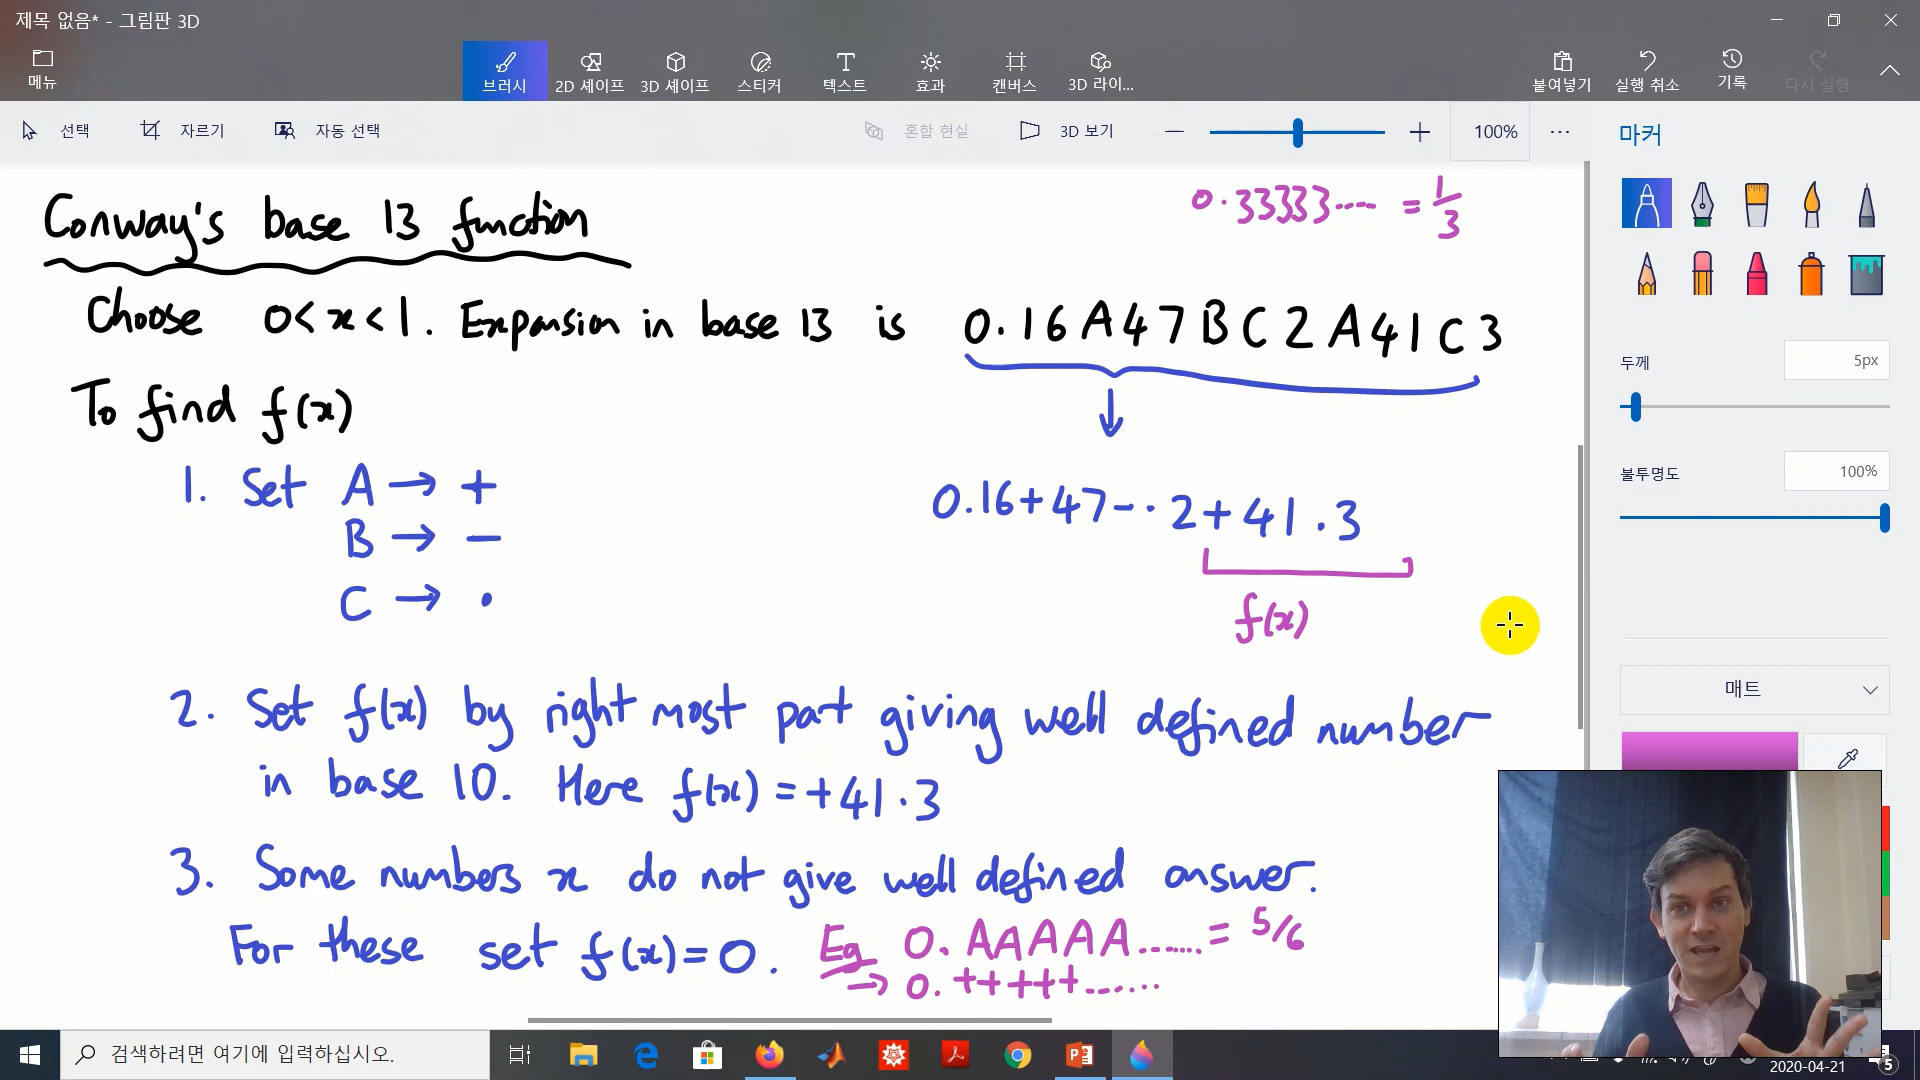 제목 없음* - 그림판 3D
메뉴
브러시 2D 셰이프 3D 셰이프 스티커 텍스트 효과 캔버스 3D 라이... 붙여넣기 실행 취소 기록 다시 실행
선택 자르기 자동 선택 혼합 현실 3D 보기 100% ...
마커
0.33333.... = 1/3
Conway's base 13 function
Choose 0<x<1. Expansion in base 13 is 0.16A47BC2A41C3
To find f(x)
1. Set A → +
B → −
C → .
0.16+47-.2+41.3
f(x)
2. Set f(x) by right most part giving well defined number
in base 10. Here f(x) = +41.3
3. Some numbers x do not give well defined answer.
For these set f(x)=0. Eg 0.AAAAA....... = 5/6
→ 0.+++++.......
두께 5px
불투명도 100%
매트
검색하려면 여기에 입력하십시오.
2020-04-21
5